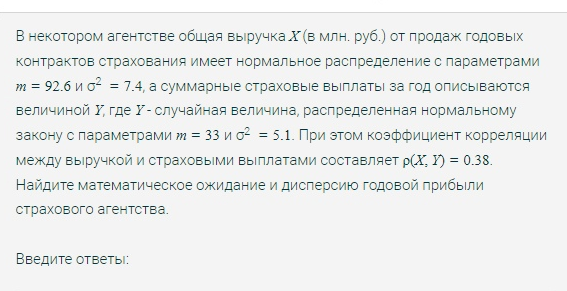 В некотором агентстве общая выручка X (в млн. руб.) от продаж годовых
контрактов страхования имеет нормальное распределение с параметрами
m = 92.6 и σ² = 7.4, а суммарные страховые выплаты за год описываются
величиной Y, где Y - случайная величина, распределенная нормальному
закону с параметрами m = 33 и σ² = 5.1. При этом коэффициент корреляции
между выручкой и страховыми выплатами составляет ρ(X, Y) = 0.38.
Найдите математическое ожидание и дисперсию годовой прибыли
страхового агентства.
Введите ответы: